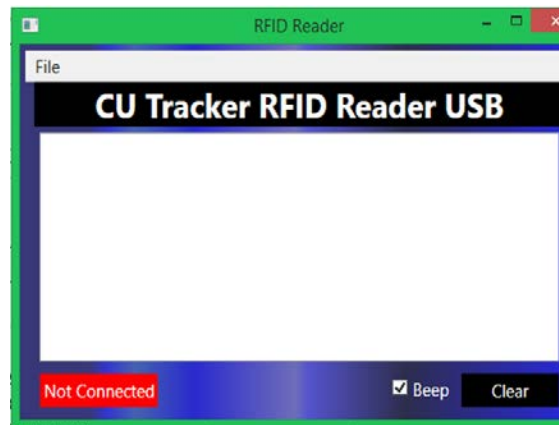 RFID Reader
File
CU Tracker RFID Reader USB
Not Connected Beep Clear